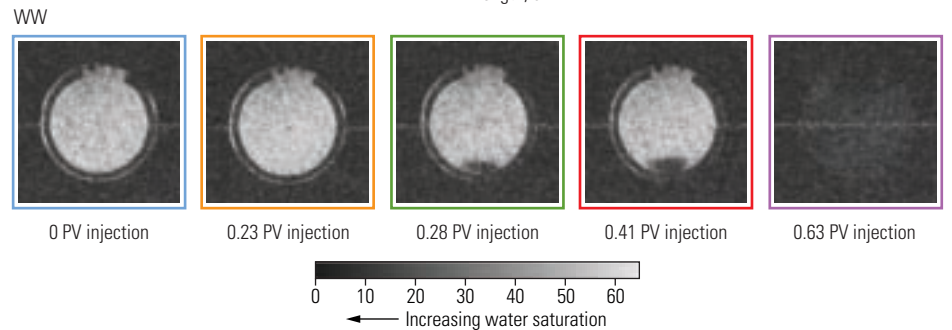 WW
0 PV injection
0.23 PV injection
0.28 PV injection
0.41 PV injection
0.63 PV injection
0 10 20 30 40 50 60
Increasing water saturation